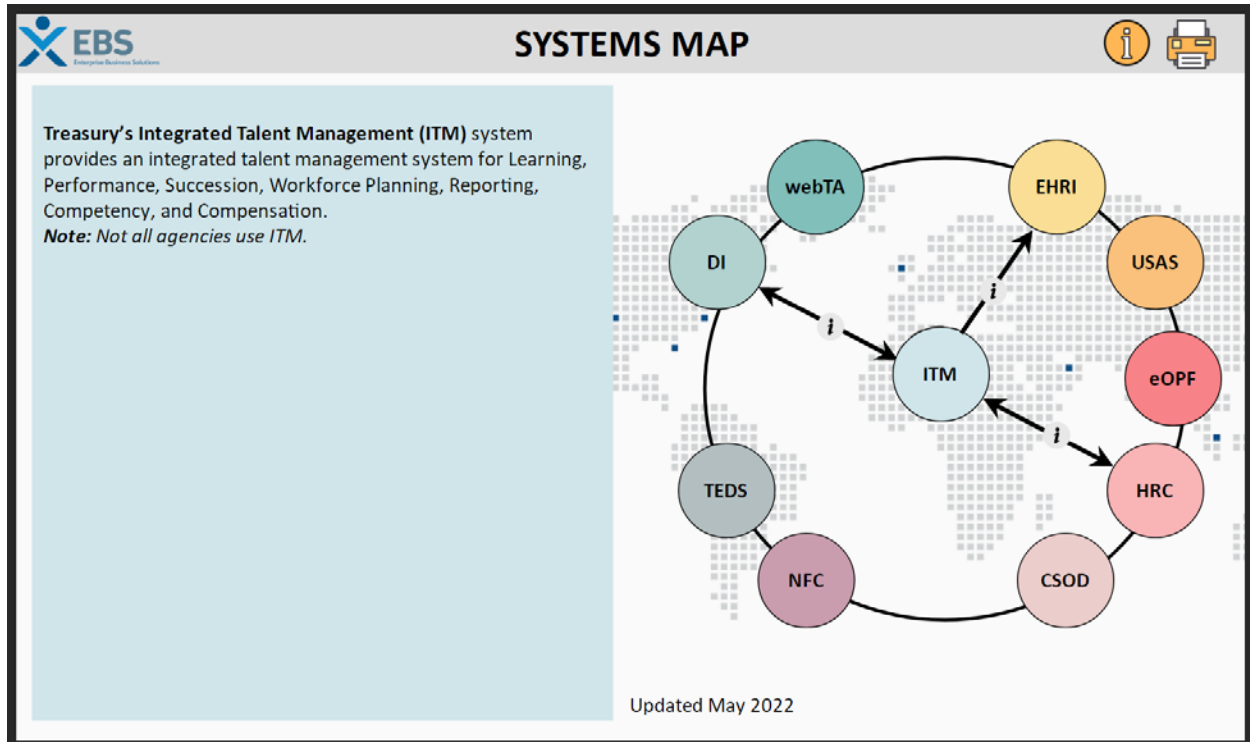 EBS
Enterprise Business Solutions
SYSTEMS MAP
i
Treasury's Integrated Talent Management (ITM) system
provides an integrated talent management system for Learning,
Performance, Succession, Workforce Planning, Reporting,
Competency, and Compensation.
Note: Not all agencies use ITM.
webTA
EHRI
DI
USAS
i
i
ITM
eOPF
i
TEDS
HRC
NFC
CSOD
Updated May 2022